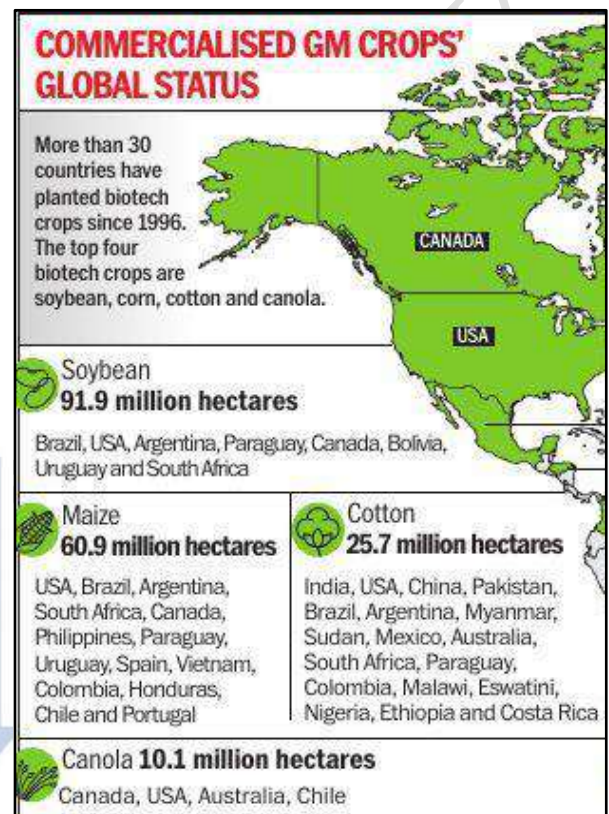 COMMERCIALISED GM CROPS'
GLOBAL STATUS
More than 30
countries have
planted biotech
crops since 1996.
The top four
biotech crops are
soybean, corn, cotton and canola.
CANADA
USA
Soybean
91.9 million hectares
Brazil, USA, Argentina, Paraguay, Canada, Bolivia,
Uruguay and South Africa
Maize
60.9 million hectares
USA, Brazil, Argentina,
South Africa, Canada,
Philippines, Paraguay,
Uruguay, Spain, Vietnam,
Colombia, Honduras,
Chile and Portugal
Cotton
25.7 million hectares
India, USA, China, Pakistan,
Brazil, Argentina, Myanmar,
Sudan, Mexico, Australia,
South Africa, Paraguay,
Colombia, Malawi, Eswatini,
Nigeria, Ethiopia and Costa Rica
Canola 10.1 million hectares
Canada, USA, Australia, Chile